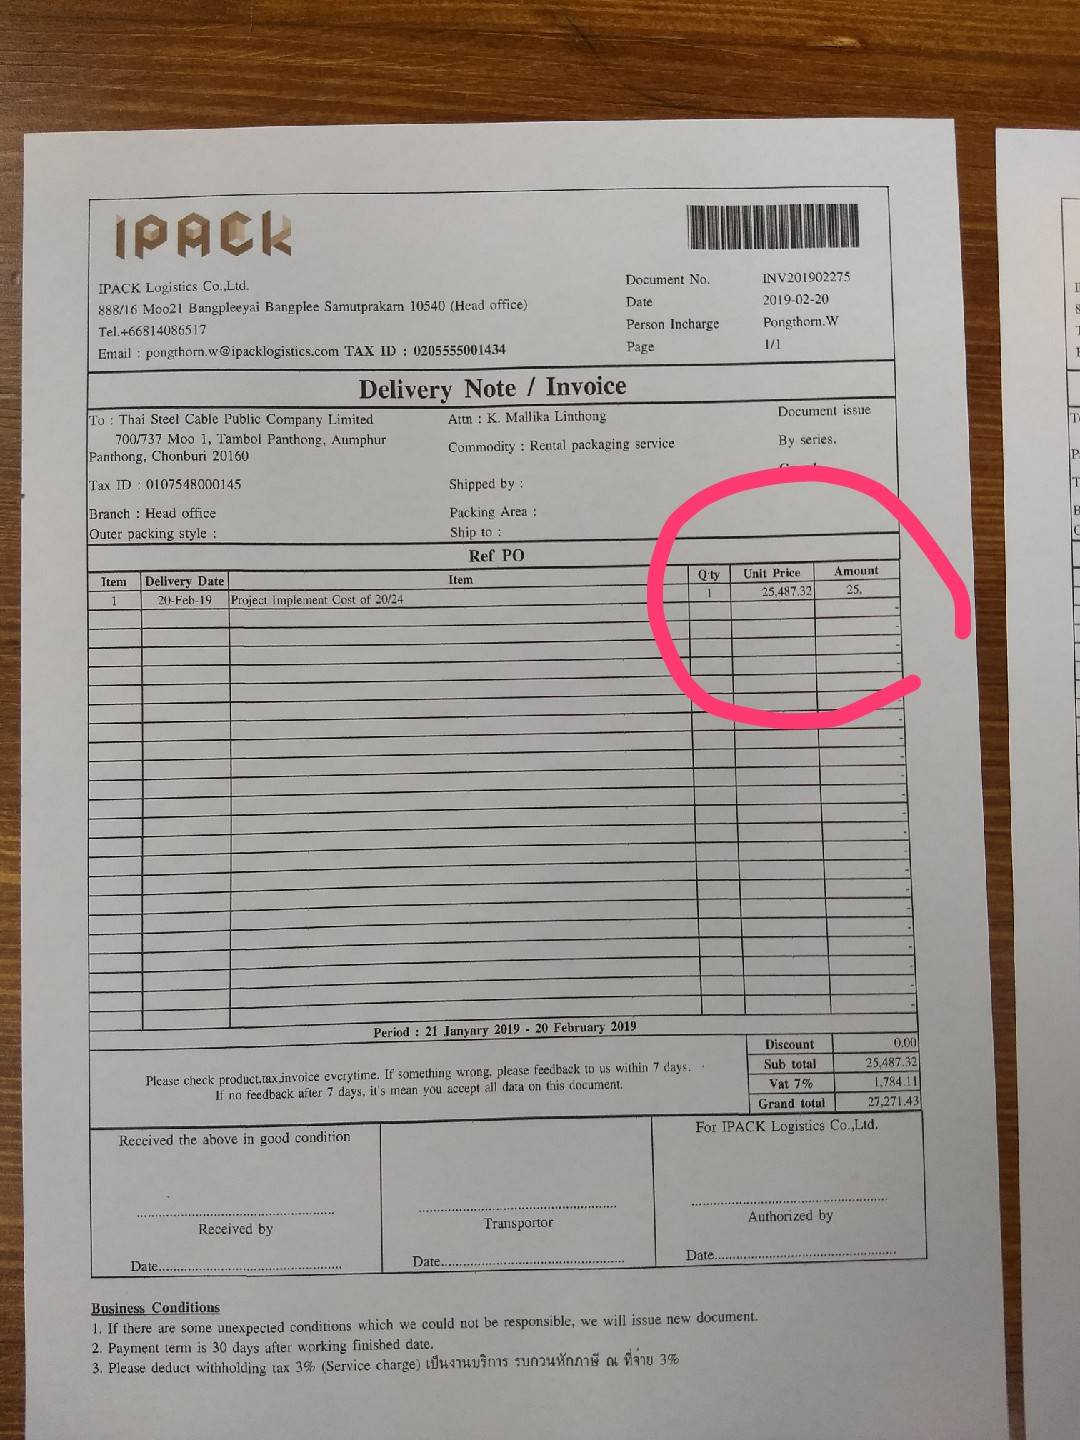 IPACK
IPACK Logistics Co.,Ltd.
888/16 Moo21 Bangpleeyai Bangplee Samutprakarn 10540 (Head office)
Tel.+66814086517
Email : pongthorn.w@ipacklogistics.com TAX ID : 0205555001434
Document No. INV201902275
Date 2019-02-20
Person Incharge Pongthorn.W
Page 1/1
Delivery Note / Invoice
To : Thai Steel Cable Public Company Limited
700/737 Moo 1, Tambol Panthong, Aumphur
Panthong, Chonburi 20160
Tax ID : 0107548000145
Branch : Head office
Outer packing style :
Attn : K. Mallika Linthong
Commodity : Rental packaging service
Shipped by :
Packing Area :
Ship to :
Document issue
By series.
Ref PO
Item Delivery Date Item Q'ty Unit Price Amount
1 20-Feb-19 Project Implement Cost of 20/24 1 25,487.32 25,
Period : 21 Janyary 2019 - 20 February 2019
Please check product,tax,invoice everytime. If something wrong, please feedback to us within 7 days.
If no feedback after 7 days, it's mean you accept all data on this document.
Discount 0.00
Sub total 25,487.32
Vat 7% 1,784.11
Grand total 27,271.43
Received the above in good condition
Received by
Date
Transportor
Date
For IPACK Logistics Co.,Ltd.
Authorized by
Date
Business Conditions
1. If there are some unexpected conditions which we could not be responsible, we will issue new document.
2. Payment term is 30 days after working finished date.
3. Please deduct withholding tax 3% (Service charge) เป็นงานบริการ รบกวนหักภาษี ณ ที่จ่าย 3%